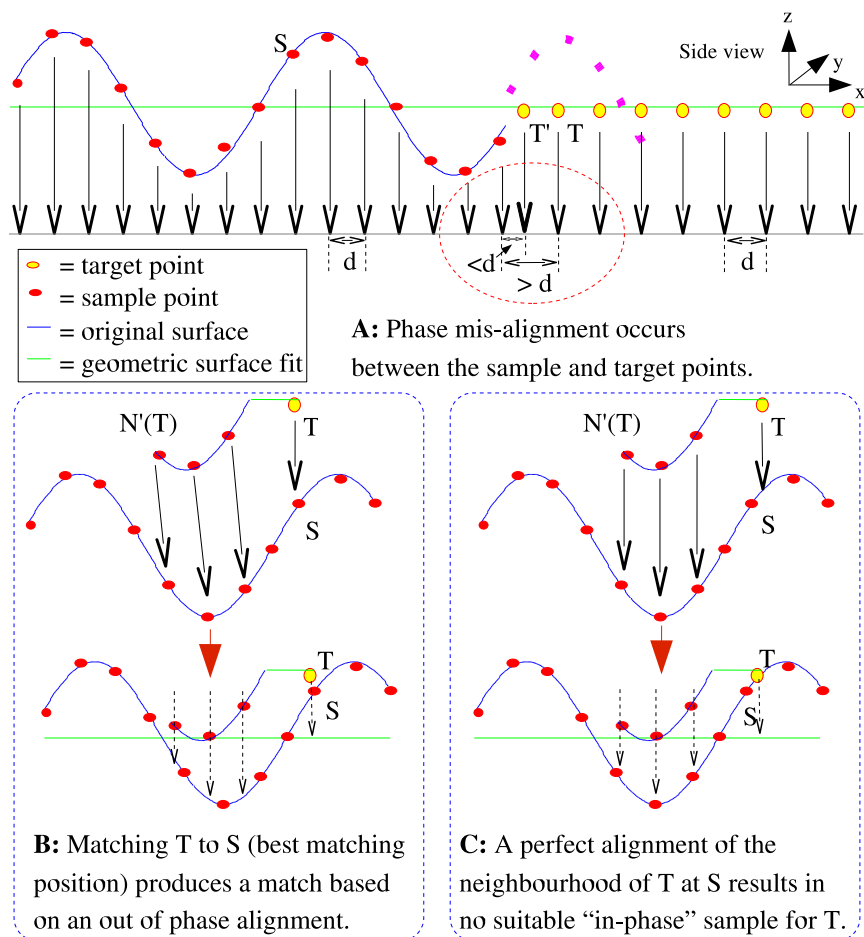 S
Side view
z
y
x
T' T
d
<d
> d
d
= target point
= sample point
= original surface
= geometric surface fit
A: Phase mis-alignment occurs
between the sample and target points.
N'(T)
T
S
T
S
B: Matching T to S (best matching
position) produces a match based
on an out of phase alignment.
N'(T)
T
S
T
S
C: A perfect alignment of the
neighbourhood of T at S results in
no suitable “in-phase” sample for T.